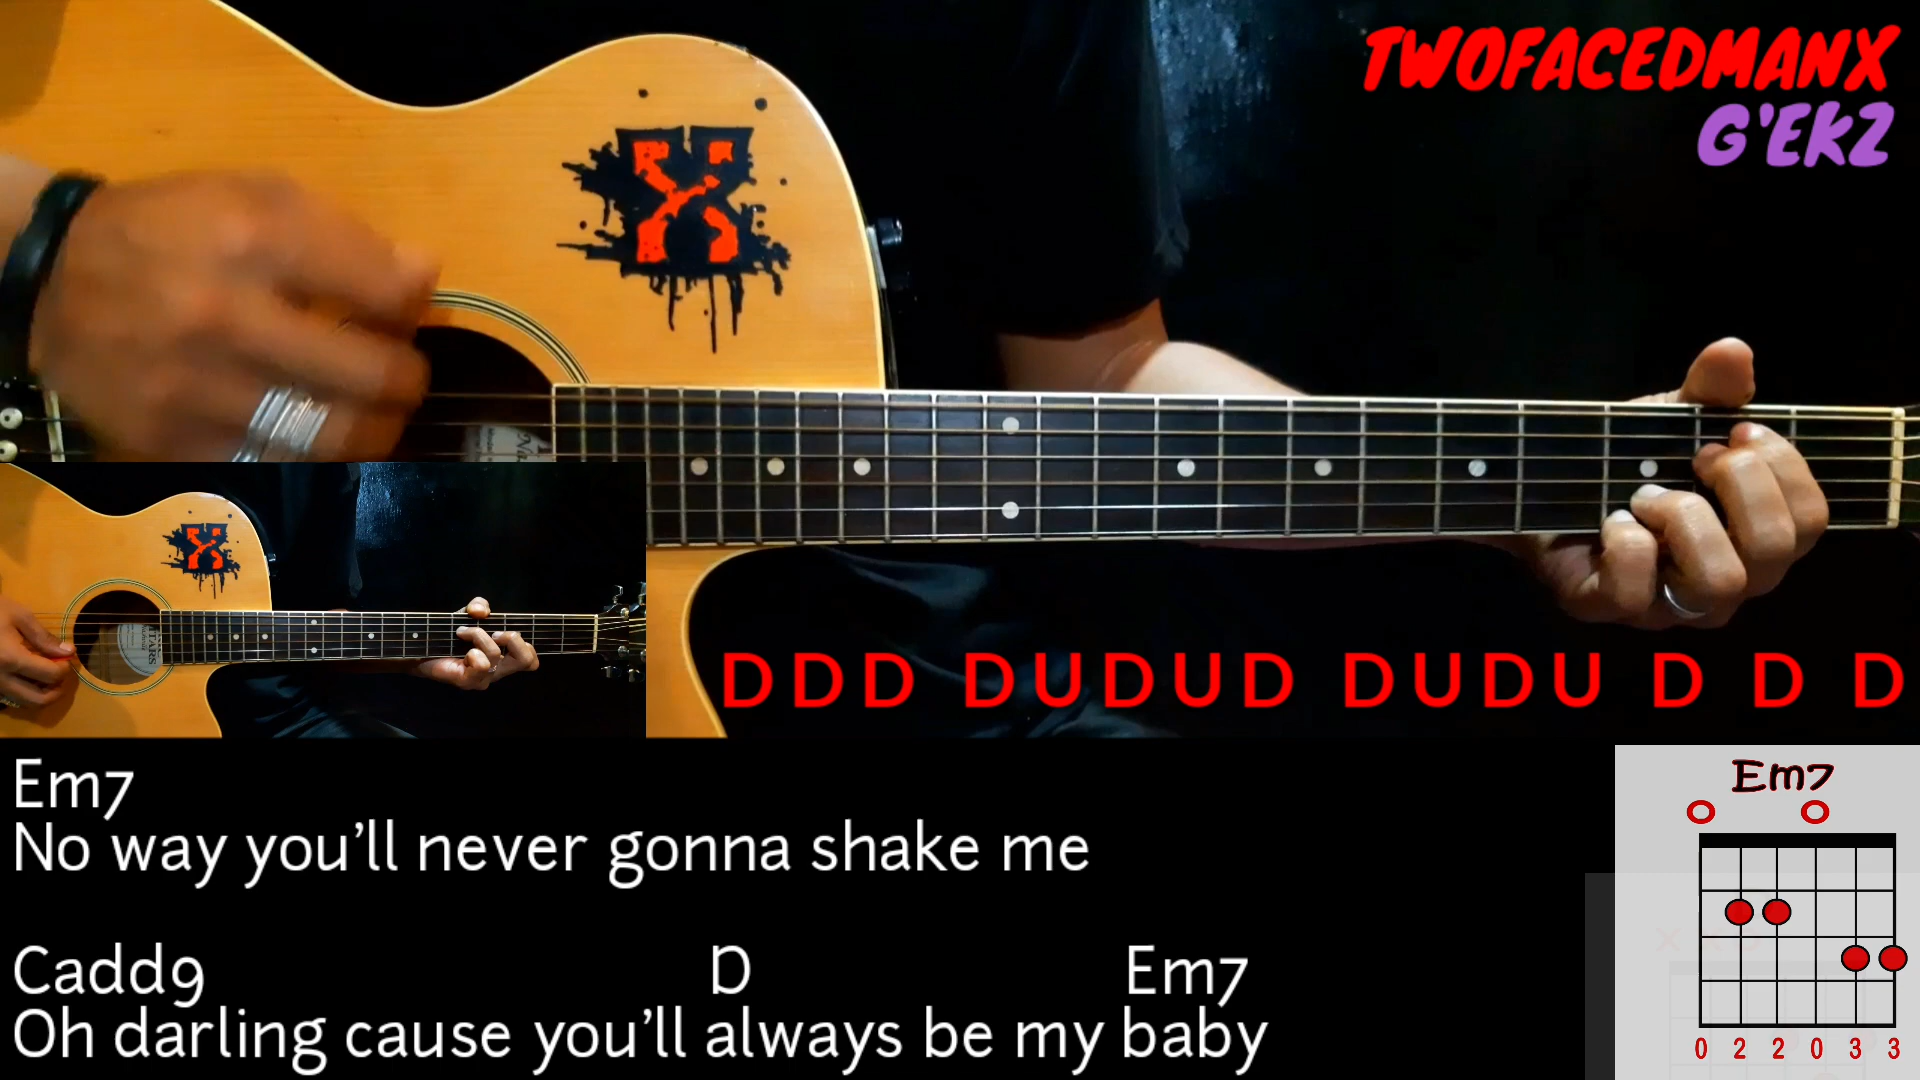 TWOFACEDMANX
G'EKZ
X
D D D D U D U D D U D U D D D
Em7
No way you'll never gonna shake me
Cadd9 D Em7
Oh darling cause you'll always be my baby
Em7
0 2 2 0 3 3